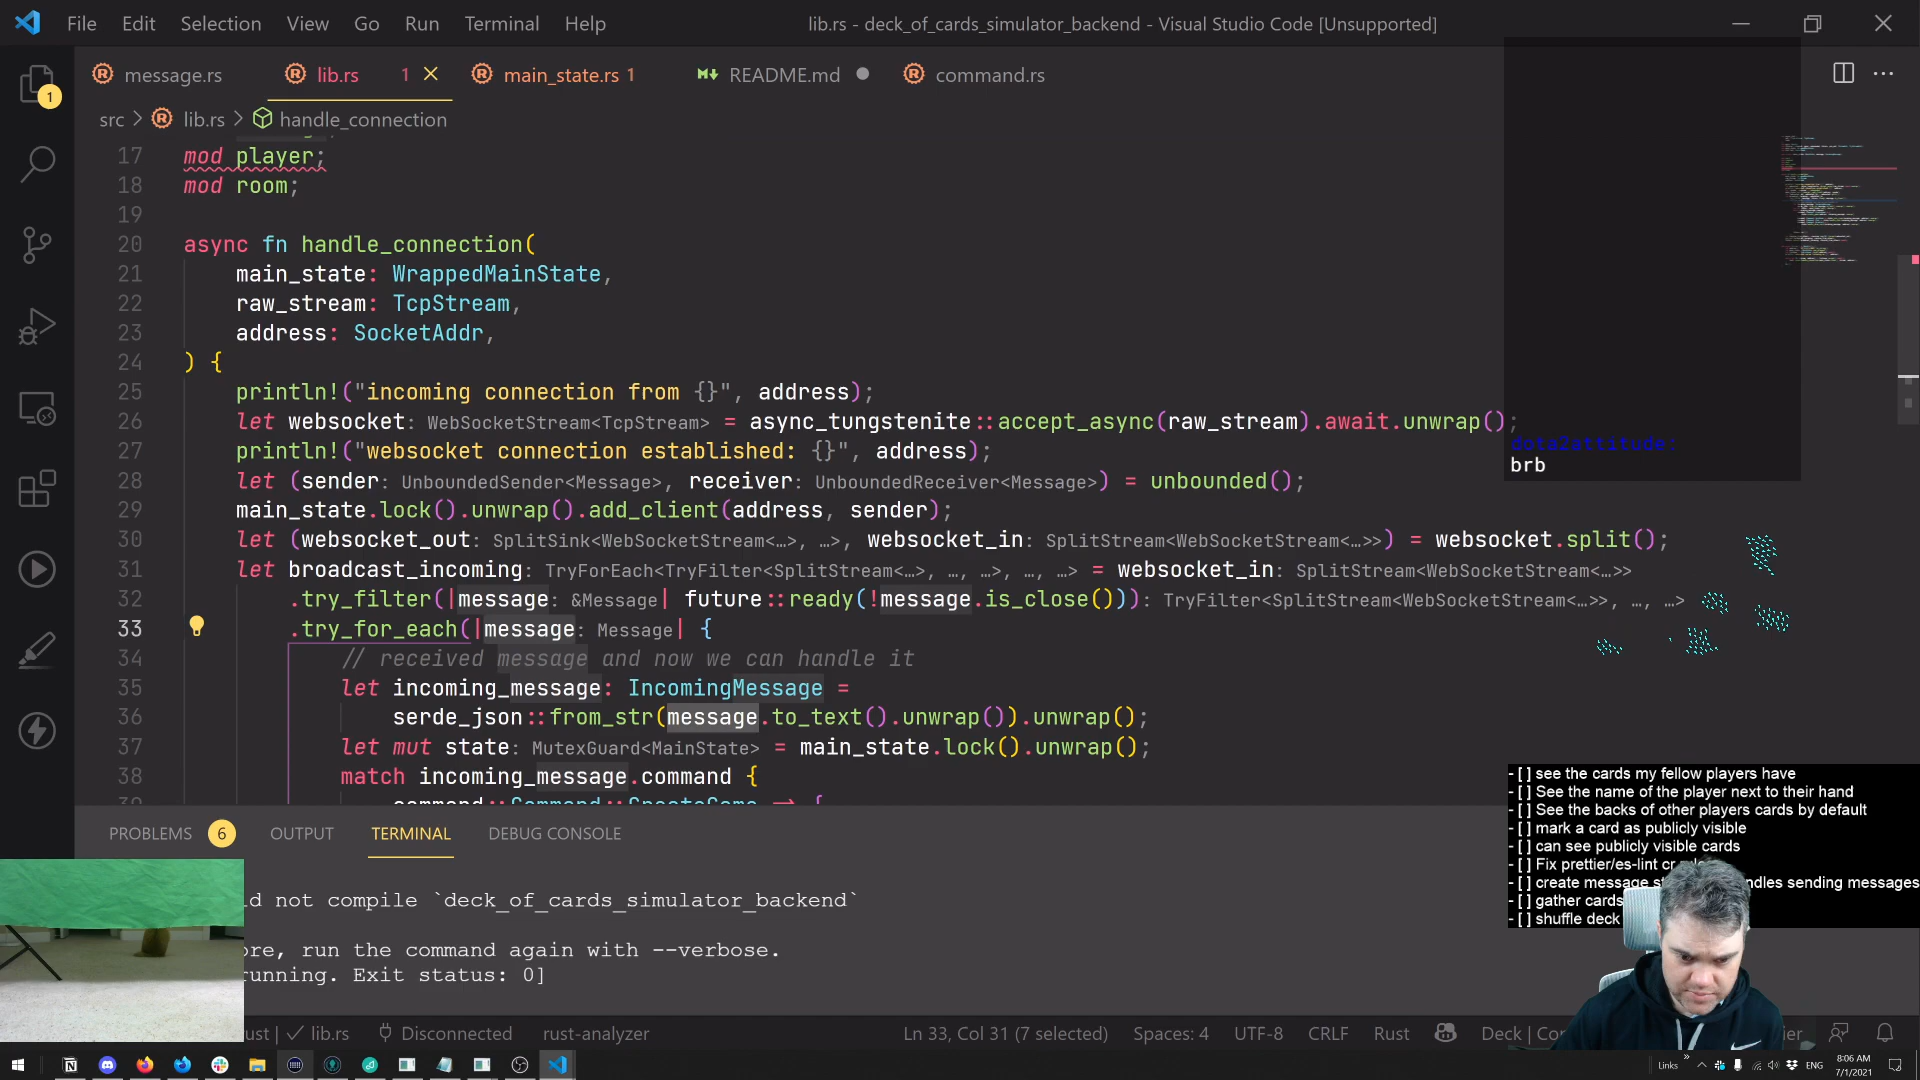 File Edit Selection View Go Run Terminal Help
lib.rs - deck_of_cards_simulator_backend - Visual Studio Code [Unsupported]
message.rs
lib.rs 1
main_state.rs 1
README.md
command.rs
src > lib.rs > handle_connection
17 mod player;
18 mod room;
19
20 async fn handle_connection(
21 main_state: WrappedMainState,
22 raw_stream: TcpStream,
23 address: SocketAddr,
24 ) {
25 println!("incoming connection from {}", address);
26 let websocket: WebSocketStream<TcpStream> = async_tungstenite::accept_async(raw_stream).await.unwrap();
27 println!("websocket connection established: {}", address);
28 let (sender: UnboundedSender<Message>, receiver: UnboundedReceiver<Message>) = unbounded();
29 main_state.lock().unwrap().add_client(address, sender);
30 let (websocket_out: SplitSink<WebSocketStream<…>, …>, websocket_in: SplitStream<WebSocketStream<…>>) = websocket.split();
31 let broadcast_incoming: TryForEach<TryFilter<SplitStream<…>, …, …>, …, …> = websocket_in: SplitStream<WebSocketStream<…>>
32 .try_filter(|message: &Message| future::ready(!message.is_close())): TryFilter<SplitStream<WebSocketStream<…>>, …, …>
33 .try_for_each(|message: Message| {
34 // received message and now we can handle it
35 let incoming_message: IncomingMessage =
36 serde_json::from_str(message.to_text().unwrap()).unwrap();
37 let mut state: MutexGuard<MainState> = main_state.lock().unwrap();
38 match incoming_message.command {
dota2attitude:
brb
- [ ] see the cards my fellow players have
- [ ] See the name of the player next to their hand
- [ ] See the backs of other players cards by default
- [ ] mark a card as publicly visible
- [ ] can see publicly visible cards
- [ ] Fix prettier/es-lint
- [ ] create message sending messages
- [ ] gather cards
- [ ] shuffle deck
PROBLEMS 6 OUTPUT TERMINAL DEBUG CONSOLE
not compile `deck_of_cards_simulator_backend`
run the command again with --verbose.
Exit status: 0]
lib.rs Disconnected rust-analyzer Ln 33, Col 31 (7 selected) Spaces: 4 UTF-8 CRLF Rust
Links ENG 8:06 AM
7/1/2021
1